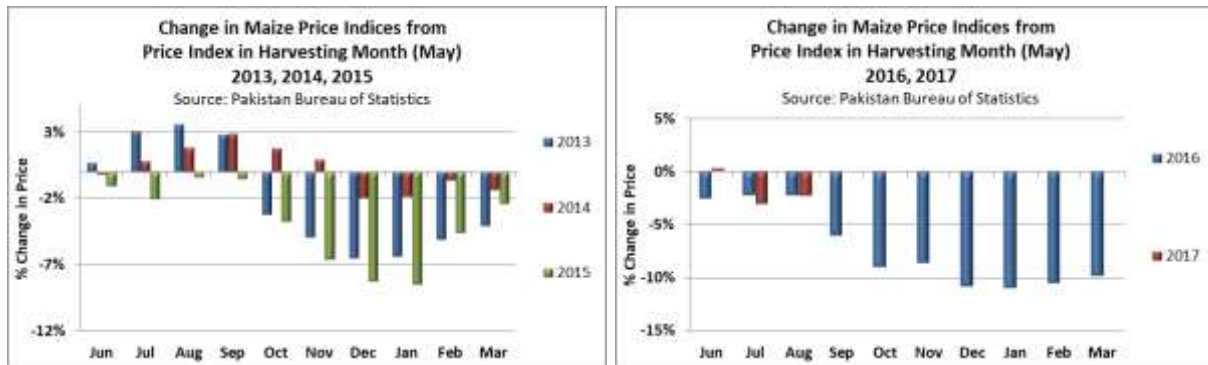 Change in Maize Price Indices from
Price Index in Harvesting Month (May)
2013, 2014, 2015
Source: Pakistan Bureau of Statistics
% Change in Price
3%
-2%
-7%
-12%
Jun Jul Aug Sep Oct Nov Dec Jan Feb Mar
2013
2014
2015
Change in Maize Price Indices from
Price Index in Harvesting Month (May)
2016, 2017
Source: Pakistan Bureau of Statistics
% Change in Price
5%
0%
-5%
-10%
-15%
Jun Jul Aug Sep Oct Nov Dec Jan Feb Mar
2016
2017